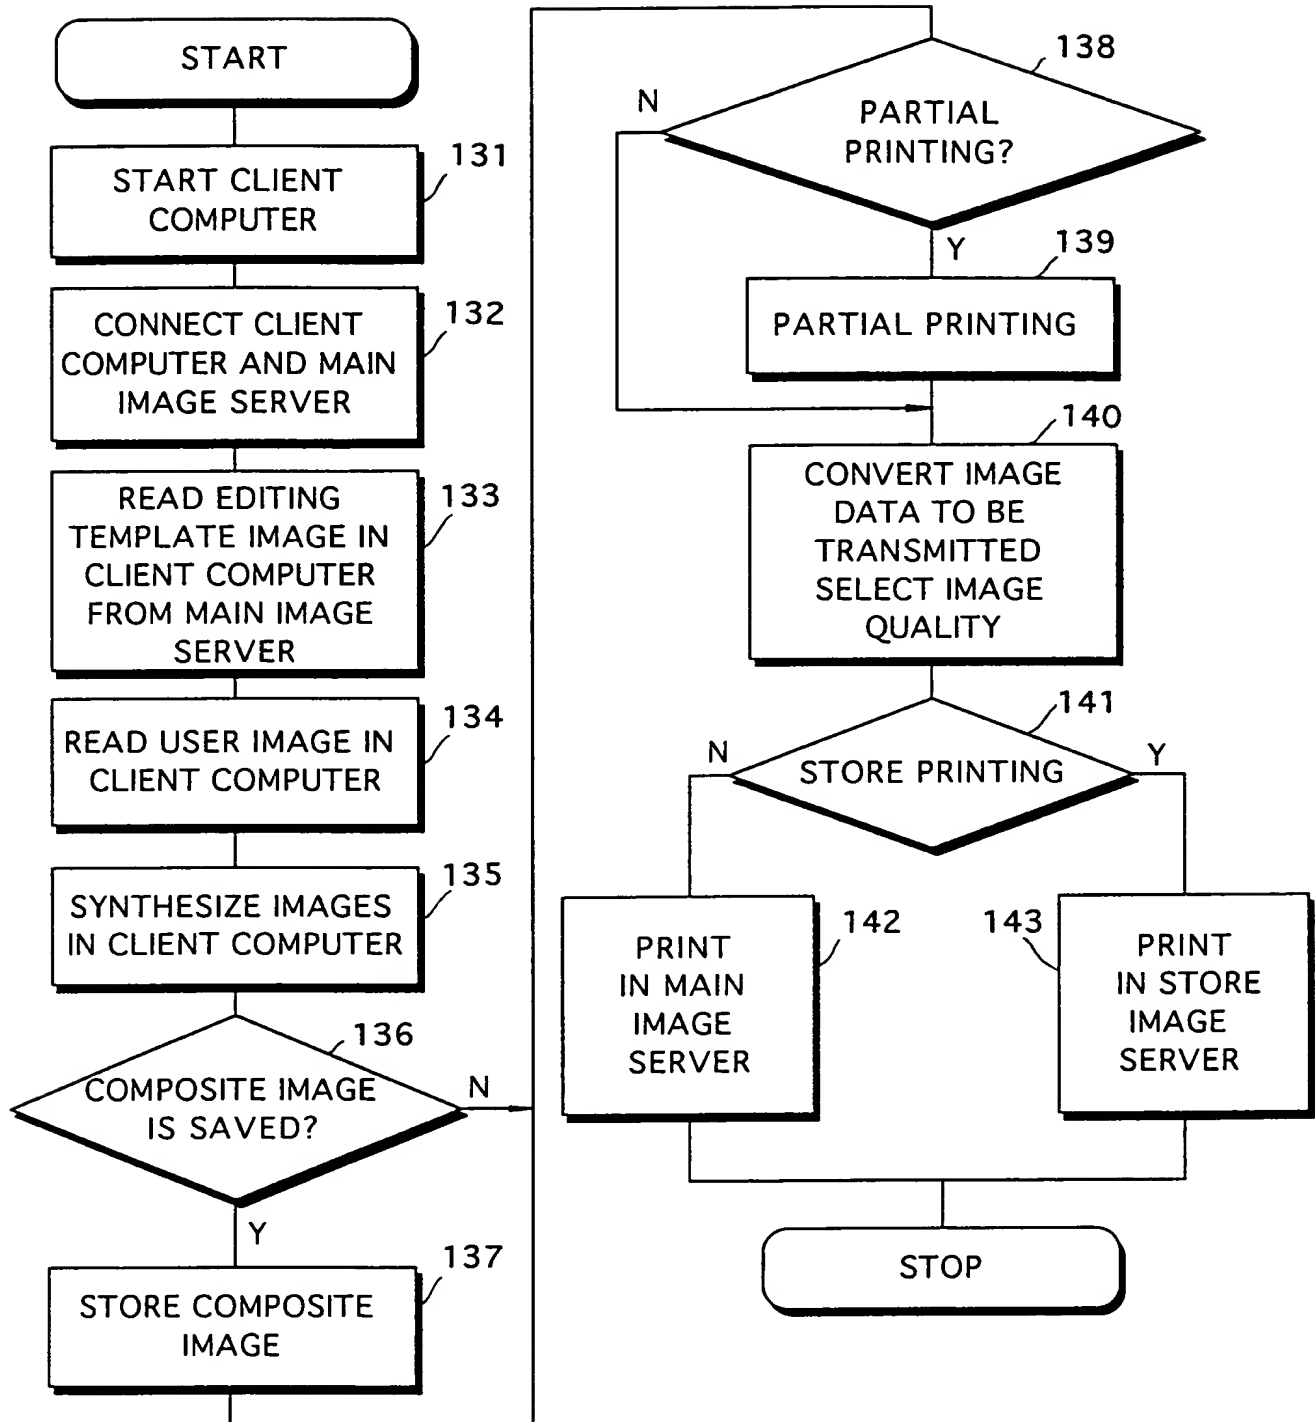 START
131
START CLIENT
COMPUTER
132
CONNECT CLIENT
COMPUTER AND MAIN
IMAGE SERVER
133
READ EDITING
TEMPLATE IMAGE IN
CLIENT COMPUTER
FROM MAIN IMAGE
SERVER
134
READ USER IMAGE IN
CLIENT COMPUTER
135
SYNTHESIZE IMAGES
IN CLIENT COMPUTER
136
COMPOSITE IMAGE
IS SAVED?
N
Y
137
STORE COMPOSITE
IMAGE
138
N
PARTIAL
PRINTING?
Y
139
PARTIAL PRINTING
140
CONVERT IMAGE
DATA TO BE
TRANSMITTED
SELECT IMAGE
QUALITY
141
N
STORE PRINTING
Y
142
PRINT
IN MAIN
IMAGE
SERVER
143
PRINT
IN STORE
IMAGE
SERVER
STOP